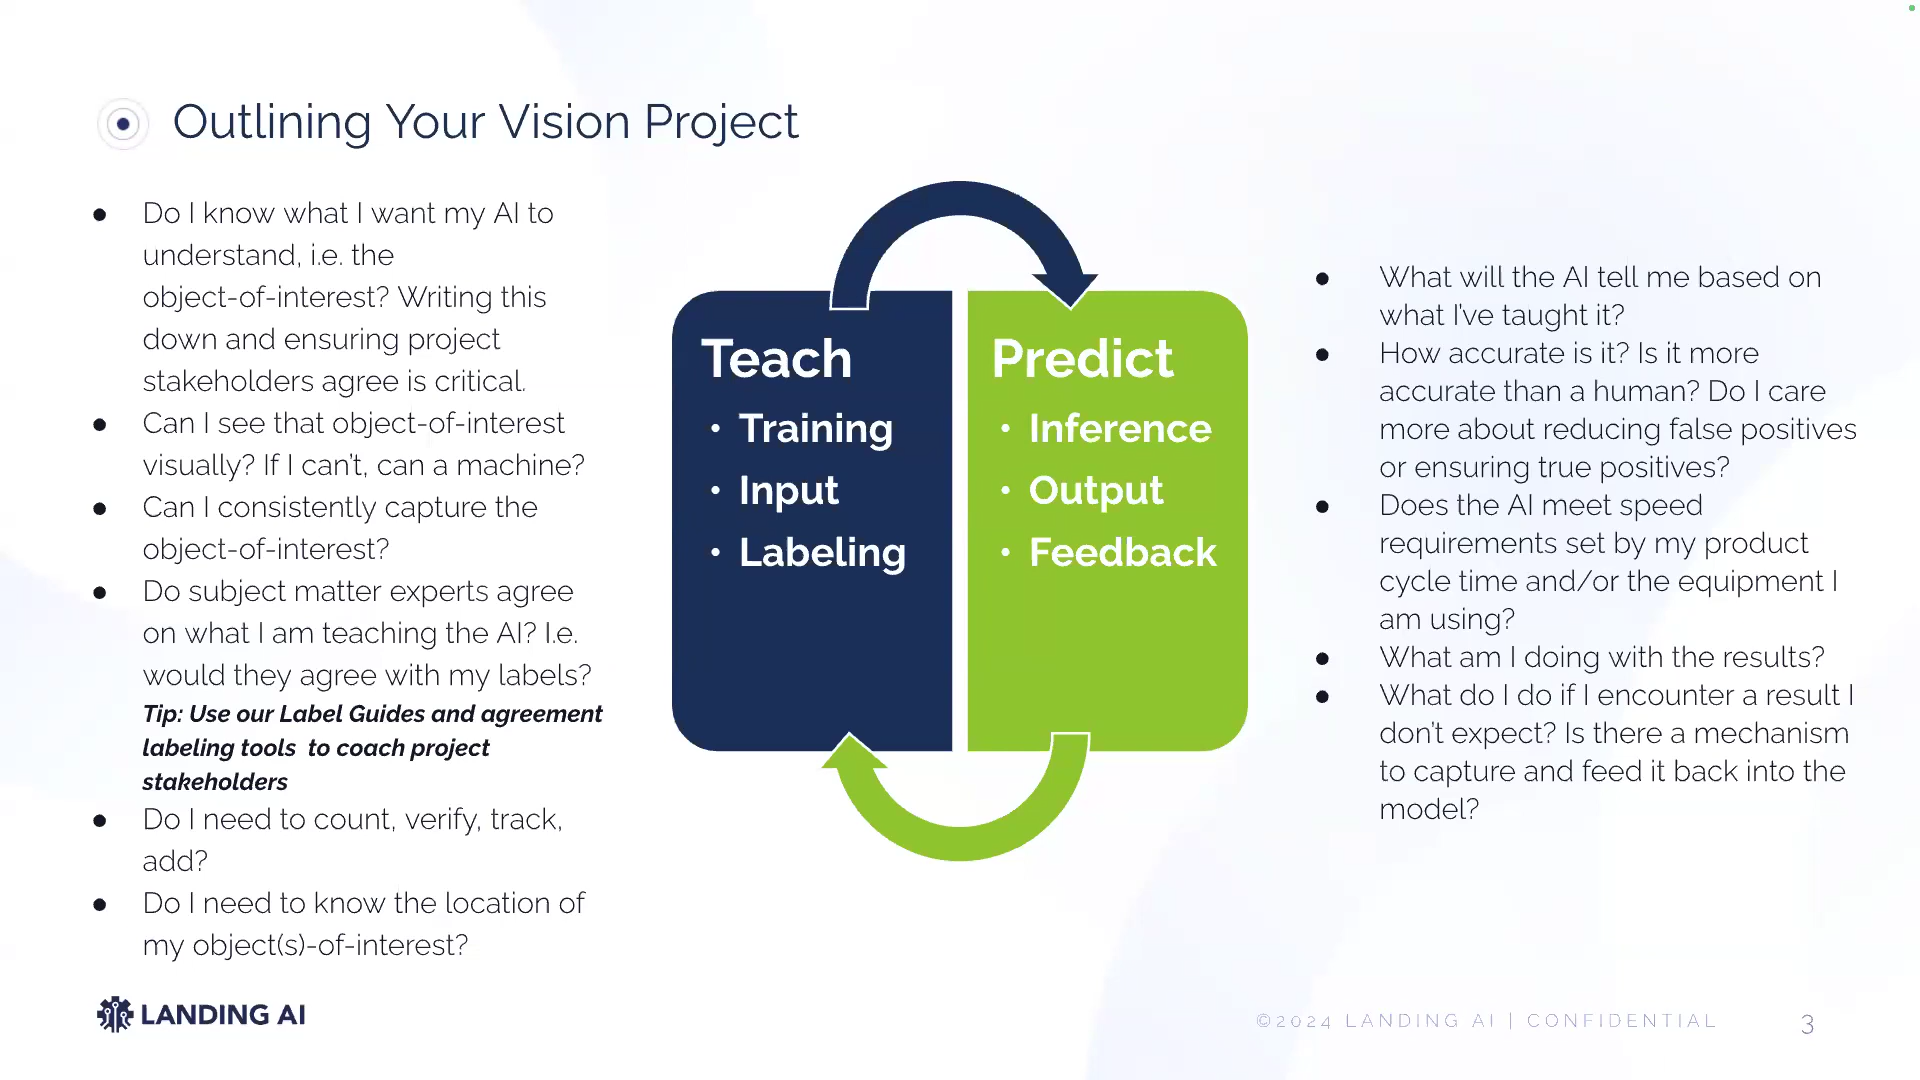 Outlining Your Vision Project
● Do I know what I want my AI to
understand, i.e. the
object-of-interest? Writing this
down and ensuring project
stakeholders agree is critical.
● Can I see that object-of-interest
visually? If I can't, can a machine?
● Can I consistently capture the
object-of-interest?
● Do subject matter experts agree
on what I am teaching the AI? I.e.
would they agree with my labels?
Tip: Use our Label Guides and agreement
labeling tools to coach project
stakeholders
● Do I need to count, verify, track,
add?
● Do I need to know the location of
my object(s)-of-interest?
Teach
• Training
• Input
• Labeling
Predict
• Inference
• Output
• Feedback
● What will the AI tell me based on
what I've taught it?
● How accurate is it? Is it more
accurate than a human? Do I care
more about reducing false positives
or ensuring true positives?
● Does the AI meet speed
requirements set by my product
cycle time and/or the equipment I
am using?
● What am I doing with the results?
● What do I do if I encounter a result I
don't expect? Is there a mechanism
to capture and feed it back into the
model?
LANDING AI
©2024 LANDING AI | CONFIDENTIAL
3